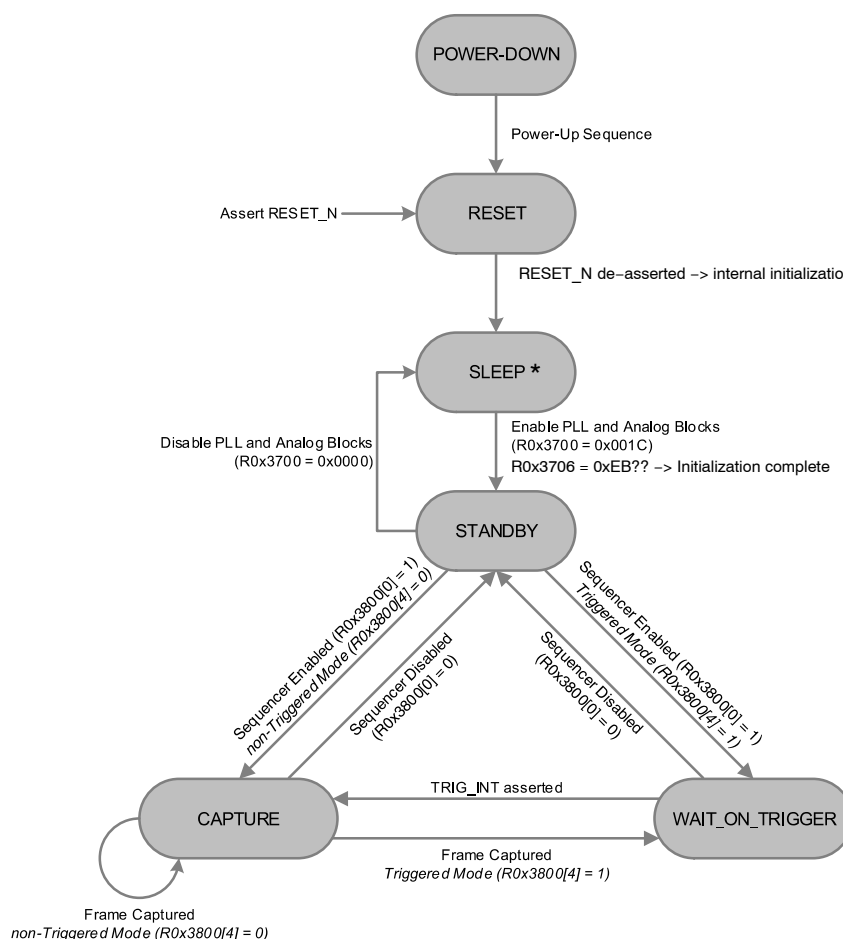 POWER-DOWN
Power-Up Sequence
Assert RESET_N
RESET
RESET_N de-asserted -> internal initializatio
SLEEP *
Disable PLL and Analog Blocks
(R0x3700 = 0x0000)
Enable PLL and Analog Blocks
(R0x3700 = 0x001C)
R0x3706 = 0xEB?? -> Initialization complete
STANDBY
Sequencer Enabled (R0x3800[0] = 1)
non-Triggered Mode (R0x3800[4] = 0)
Sequencer Disabled
(R0x3800[0] = 0)
Sequencer Disabled
(R0x3800[0] = 0)
Sequencer Enabled (R0x3800[0] = 1)
Triggered Mode (R0x3800[4] = 1)
CAPTURE
TRIG_INT asserted
WAIT_ON_TRIGGER
Frame Captured
Triggered Mode (R0x3800[4] = 1)
Frame Captured
non-Triggered Mode (R0x3800[4] = 0)